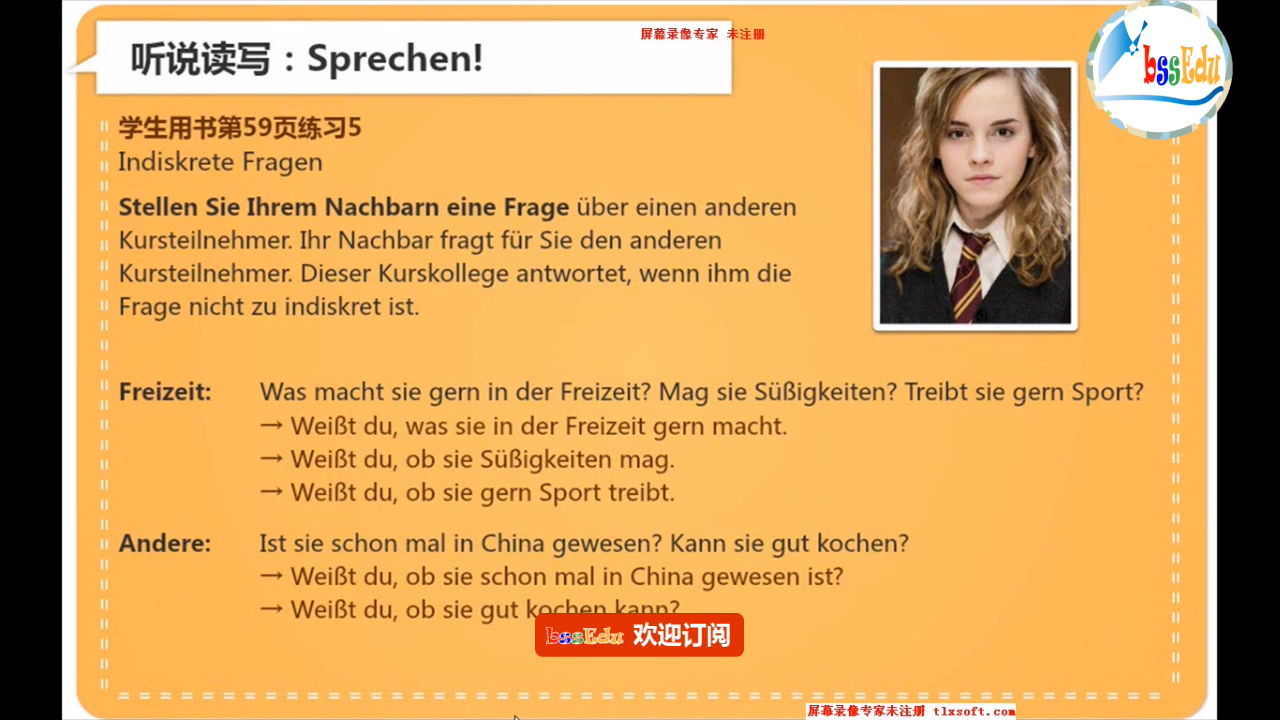 屏幕录像专家 未注册
听说读写：Sprechen!
bssEdu
学生用书第59页练习5
Indiskrete Fragen
Stellen Sie Ihrem Nachbarn eine Frage über einen anderen
Kursteilnehmer. Ihr Nachbar fragt für Sie den anderen
Kursteilnehmer. Dieser Kurskollege antwortet, wenn ihm die
Frage nicht zu indiskret ist.
Freizeit: Was macht sie gern in der Freizeit? Mag sie Süßigkeiten? Treibt sie gern Sport?
→ Weißt du, was sie in der Freizeit gern macht.
→ Weißt du, ob sie Süßigkeiten mag.
→ Weißt du, ob sie gern Sport treibt.
Andere: Ist sie schon mal in China gewesen? Kann sie gut kochen?
→ Weißt du, ob sie schon mal in China gewesen ist?
→ Weißt du, ob sie gut kochen kann?
bssEdu 欢迎订阅
屏幕录像专家未注册 tlxsoft.com